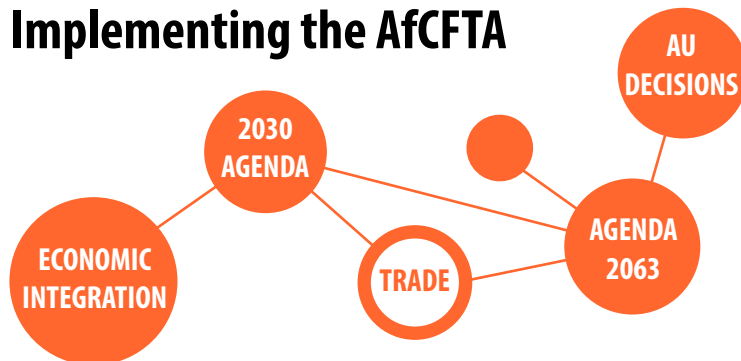 Implementing the AfCFTA
AU
DECISIONS
2030
AGENDA
AGENDA
2063
ECONOMIC
INTEGRATION
TRADE